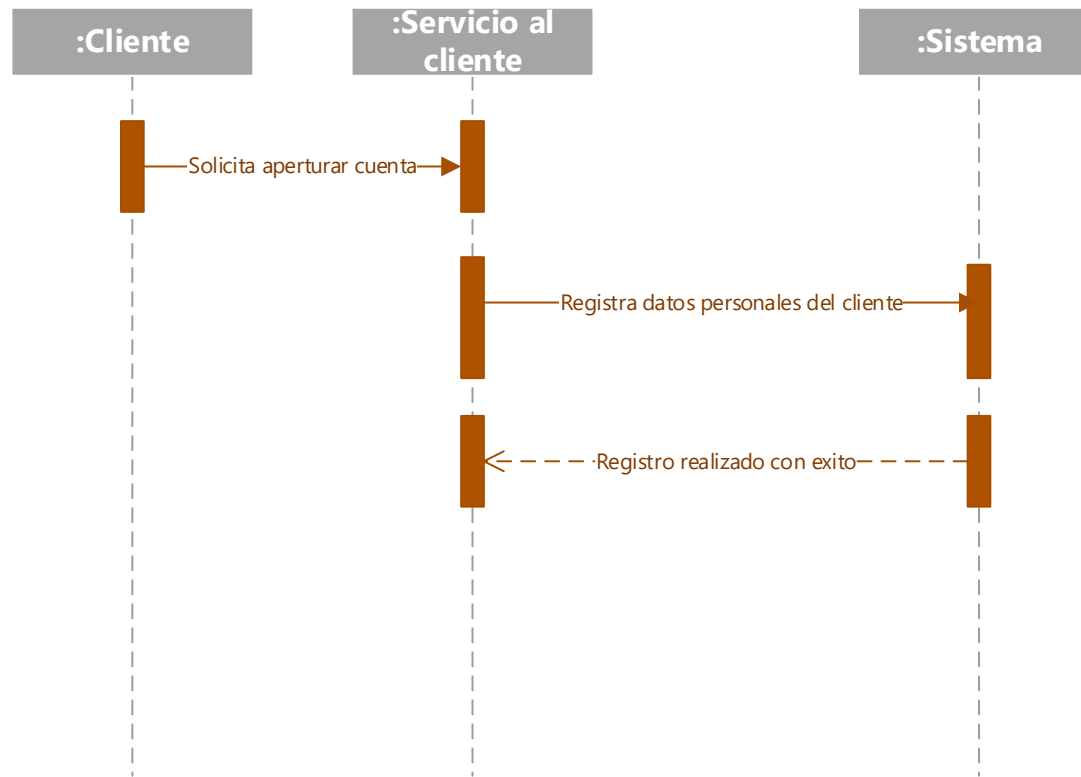 :Cliente
:Servicio al
cliente
:Sistema
Solicita aperturar cuenta
Registra datos personales del cliente
Registro realizado con exito